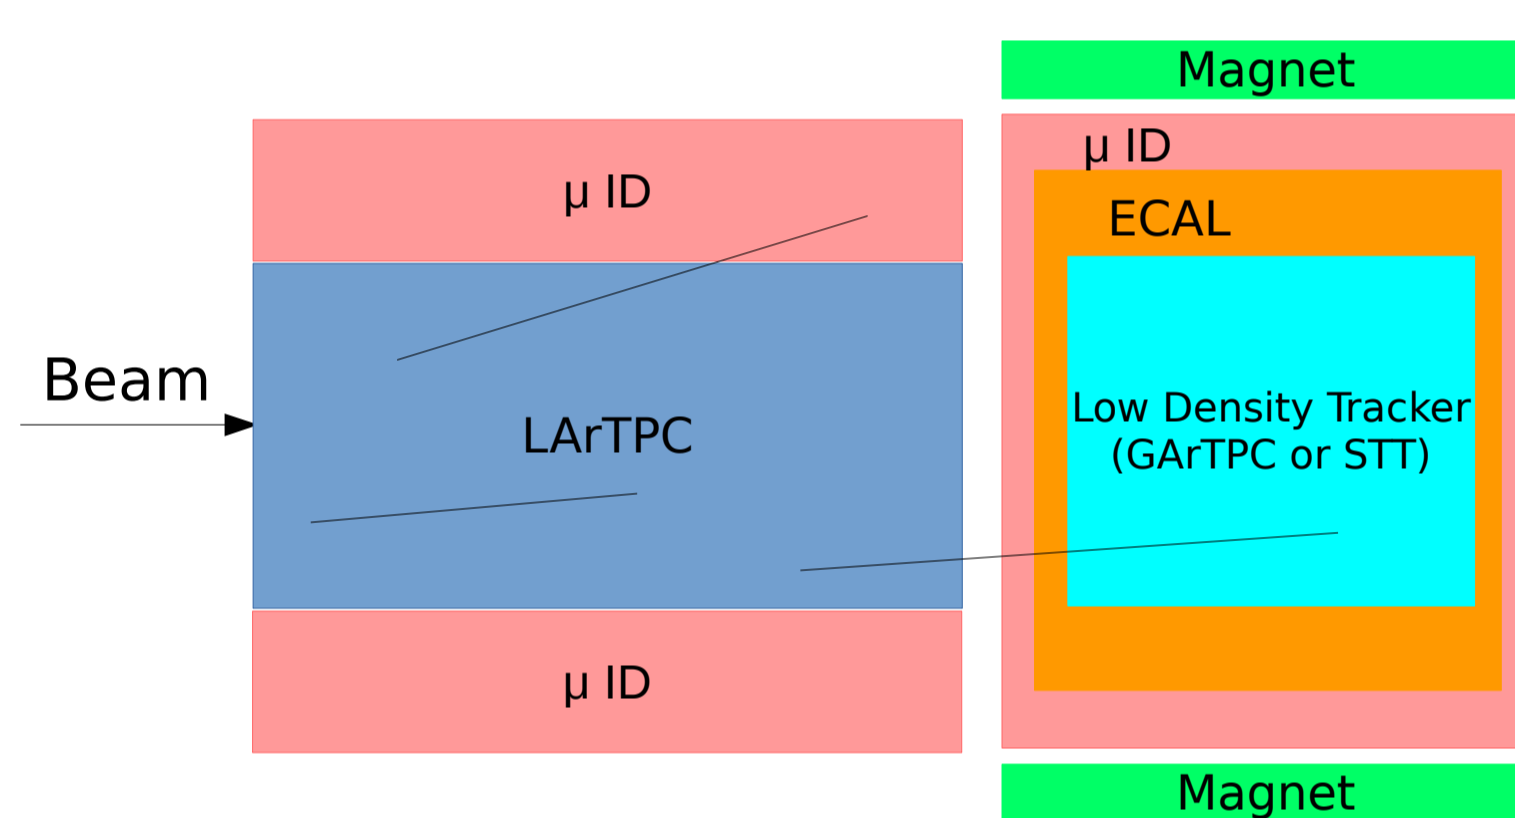 Magnet
μ ID
μ ID
ECAL
Beam
LArTPC
Low Density Tracker
(GArTPC or STT)
μ ID
Magnet